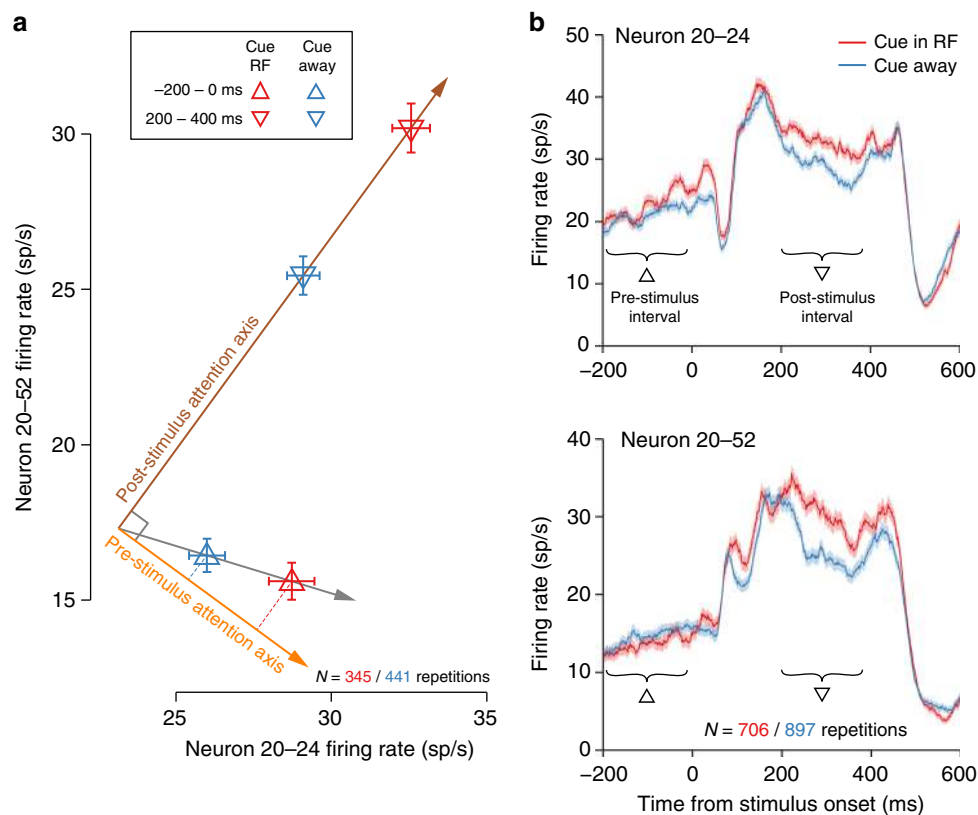 a
Cue
RF
Cue
away
–200 – 0 ms
200 – 400 ms
30
25
20
15
Neuron 20–52 firing rate (sp/s)
Post-stimulus attention axis
Pre-stimulus attention axis
N = 345 / 441 repetitions
25
30
35
Neuron 20–24 firing rate (sp/s)
b
Neuron 20–24
Cue in RF
Cue away
50
40
30
20
10
0
Firing rate (sp/s)
Pre-stimulus
interval
Post-stimulus
interval
–200
0
200
400
600
Neuron 20–52
40
30
20
10
0
Firing rate (sp/s)
N = 706 / 897 repetitions
–200
0
200
400
600
Time from stimulus onset (ms)